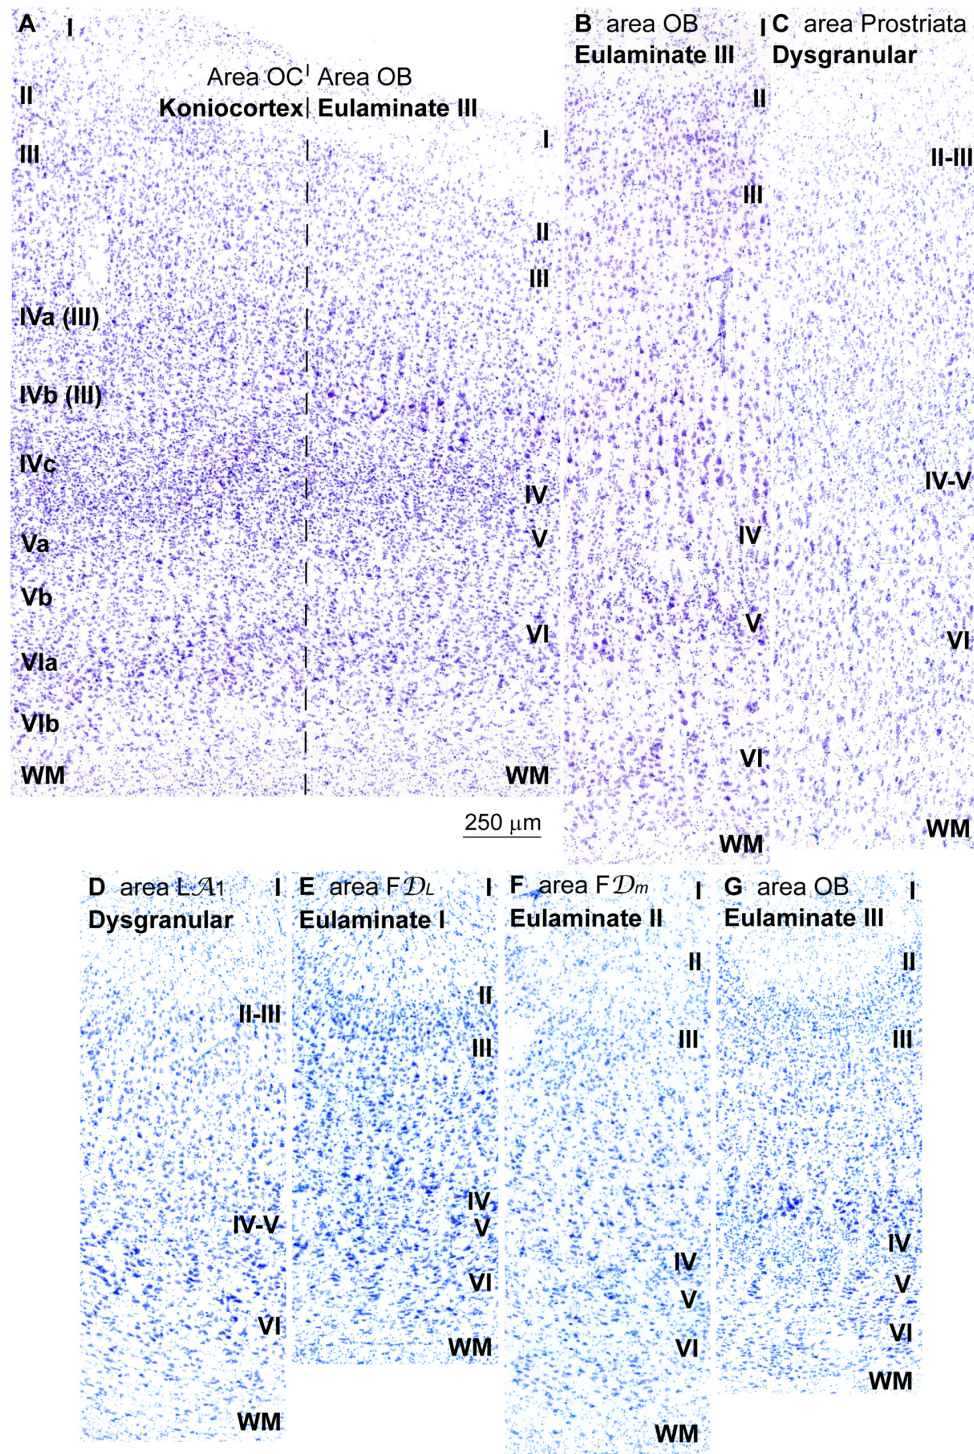 A I
Area OC Area OB
Koniocortex Eulaminate III
II
III
IVa (III)
IVb (III)
IVc
Va
Vb
VIa
VIb
WM
I
II
III
IV
V
VI
WM
B area OB I
Eulaminate III
II
III
IV
V
VI
WM
C area Prostriata I
Dysgranular
II-III
IV-V
VI
WM
250 µm
D area L𝒜1 I
Dysgranular
II-III
IV-V
VI
WM
E area F𝒟L I
Eulaminate I
II
III
IV
V
VI
WM
F area F𝒟m I
Eulaminate II
II
III
IV
V
VI
WM
G area OB I
Eulaminate III
II
III
IV
V
VI
WM